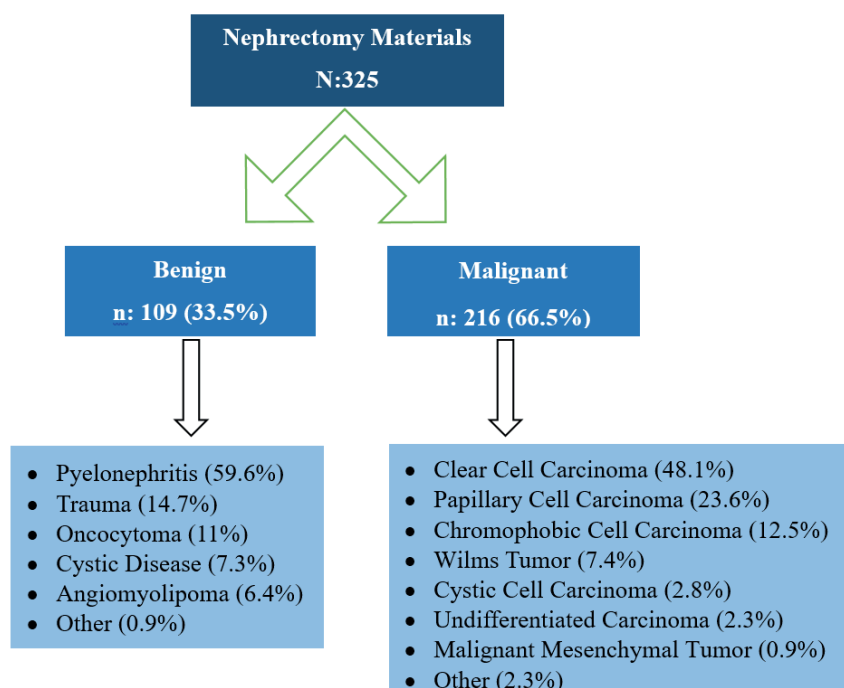 Nephrectomy Materials
N:325
Benign
n: 109 (33.5%)
Malignant
n: 216 (66.5%)
• Pyelonephritis (59.6%)
• Trauma (14.7%)
• Oncocytoma (11%)
• Cystic Disease (7.3%)
• Angiomyolipoma (6.4%)
• Other (0.9%)
• Clear Cell Carcinoma (48.1%)
• Papillary Cell Carcinoma (23.6%)
• Chromophobic Cell Carcinoma (12.5%)
• Wilms Tumor (7.4%)
• Cystic Cell Carcinoma (2.8%)
• Undifferentiated Carcinoma (2.3%)
• Malignant Mesenchymal Tumor (0.9%)
• Other (2.3%)